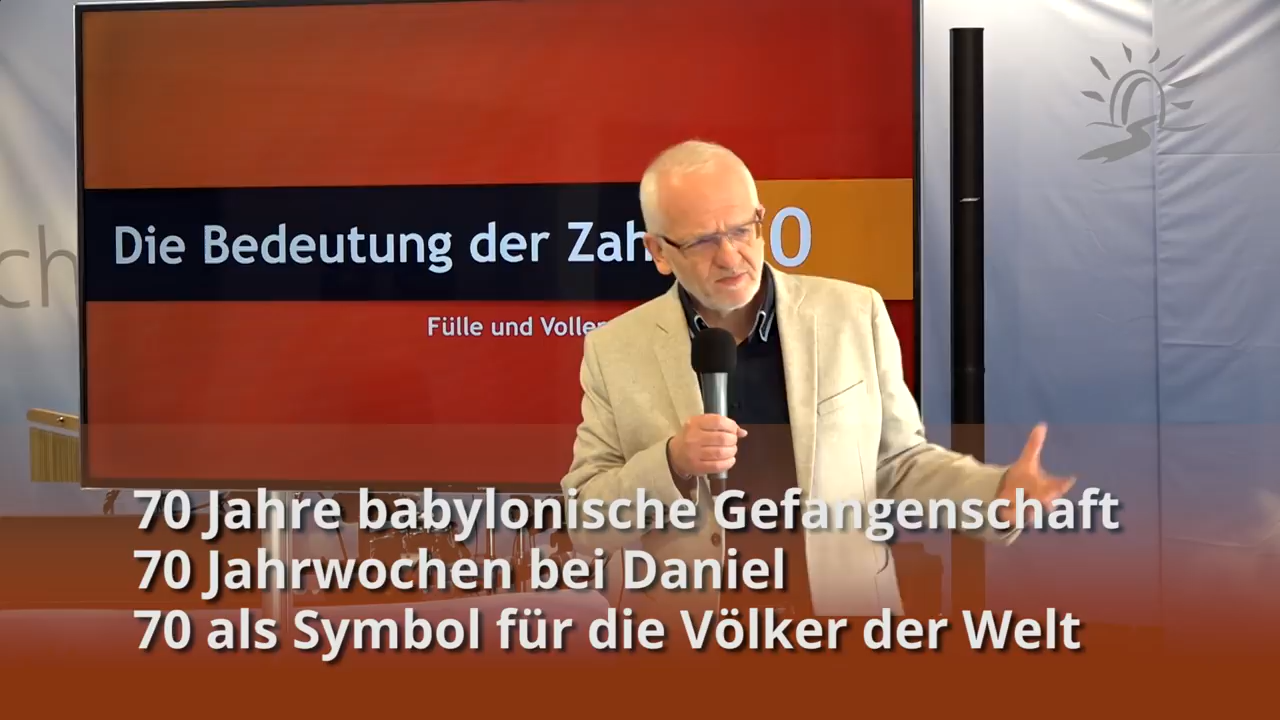 Die Bedeutung der Zah
0
Fülle und
ch
70 Jahre babylonische Gefangenschaft
70 Jahrwochen bei Daniel
70 als Symbol für die Völker der Welt